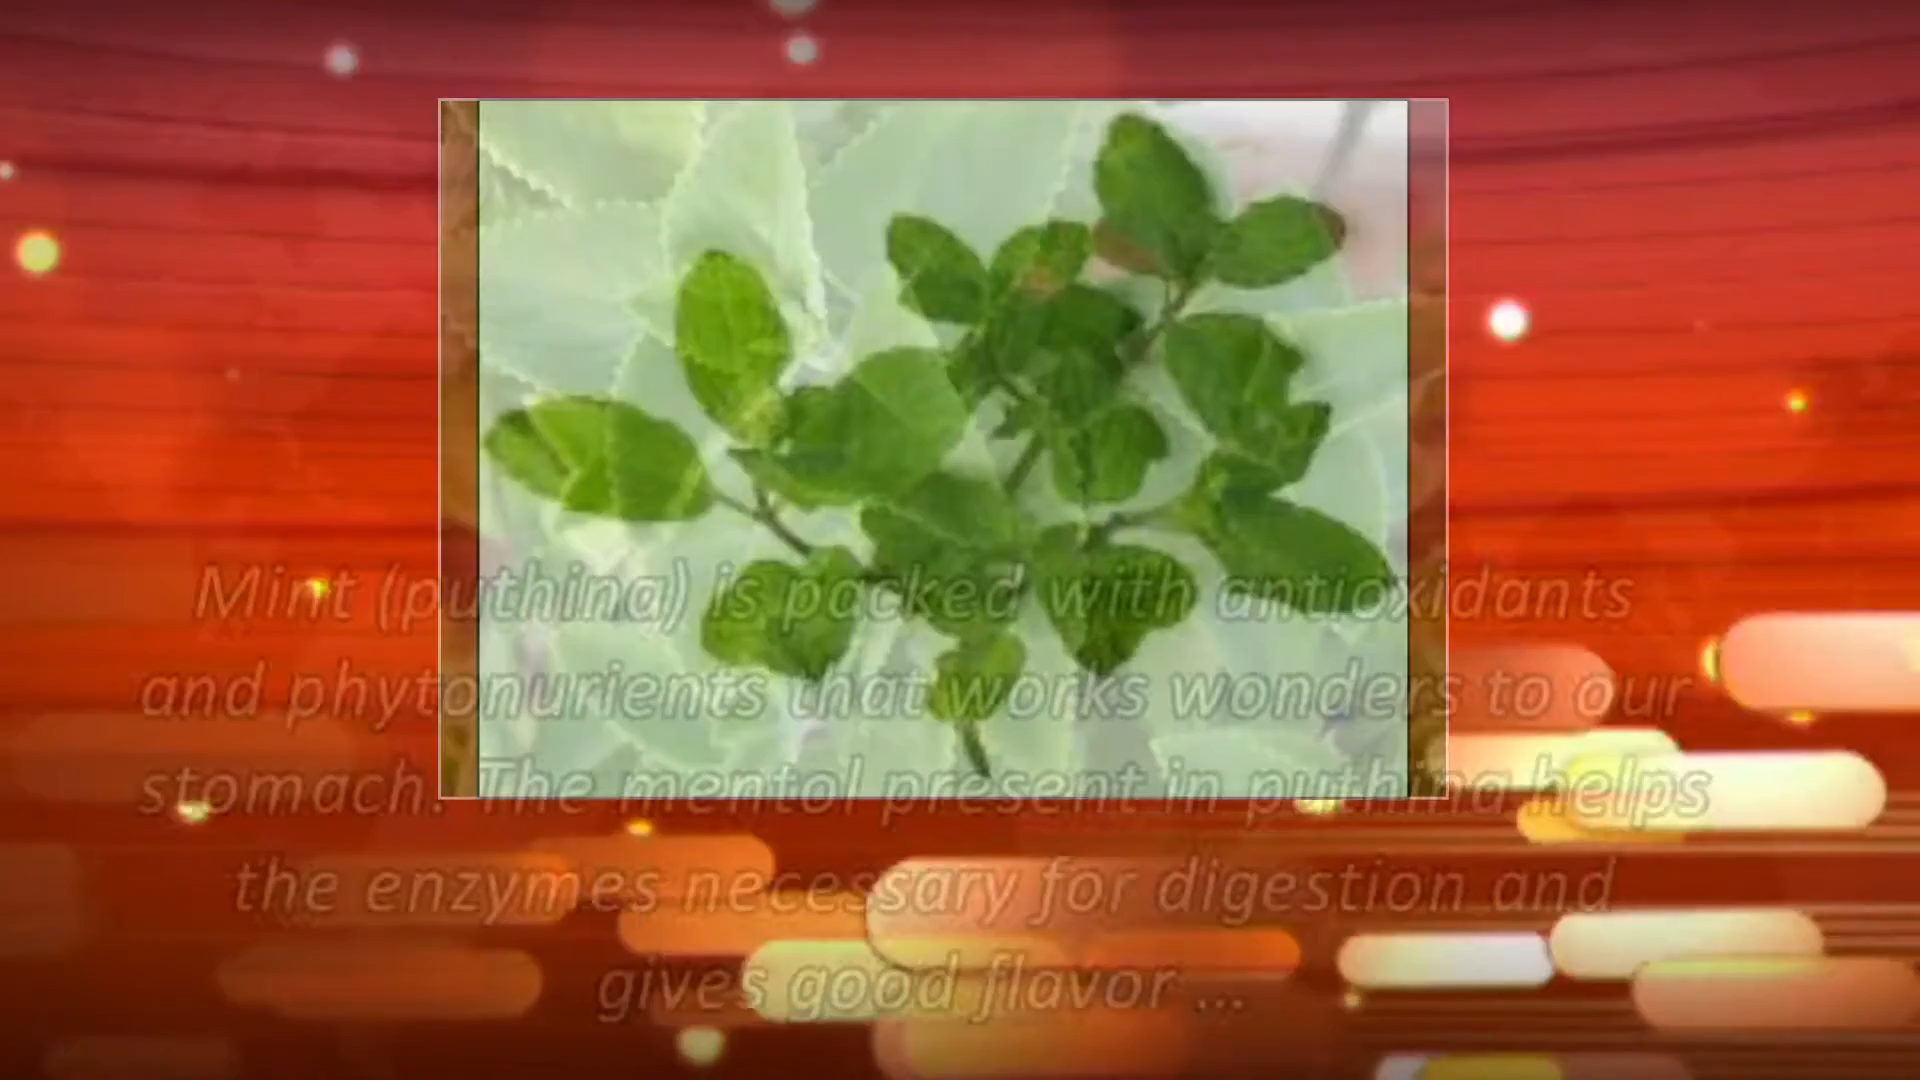 Mint (puthina) is packed with antioxidants
and phytonurients that works wonders to our
stomach. The mentol present in puthina helps
the enzymes necessary for digestion and
gives good flavor ...